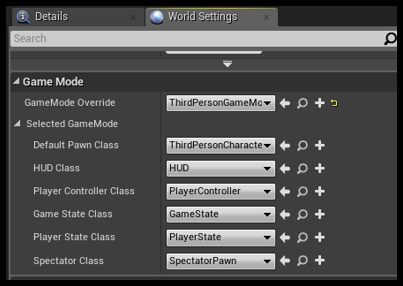 Details
World Settings
Search
Game Mode
GameMode Override ThirdPersonGameMo
Selected GameMode
Default Pawn Class ThirdPersonCharacte
HUD Class HUD
Player Controller Class PlayerController
Game State Class GameState
Player State Class PlayerState
Spectator Class SpectatorPawn